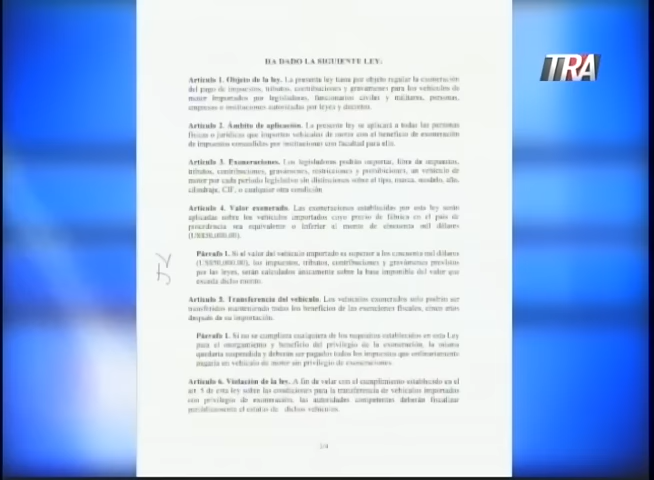 TRA
HA DADO LA SIGUIENTE LEY:
Artículo 1. Objeto de la ley. La presente ley tiene por objeto regular la exoneración
del pago de impuestos, tributos, contribuciones y gravámenes para los vehículos de
motor importados por legisladores, funcionarios civiles y militares, personas,
empresas o instituciones autorizadas por leyes y decretos.
Artículo 2. Ámbito de aplicación. La presente ley se aplicará a todas las personas
físicas o jurídicas que importen vehículos de motor con el beneficio de exoneración
de impuestos concedidos por instituciones con facultad para ello.
Artículo 3. Exoneraciones. Los legisladores podrán importar, libre de impuestos,
tributos, contribuciones, gravámenes, restricciones y prohibiciones, un vehículo de
motor por cada período legislativo sin distinciones sobre el tipo, marca, modelo, año,
cilindraje, CIF, o cualquier otra condición.
Artículo 4. Valor exonerado. Las exoneraciones establecidas por esta ley serán
aplicadas sobre los vehículos importados cuyo precio de fábrica en el país de
procedencia sea equivalente o inferior al monto de cincuenta mil dólares
(US$50,000.00).
Párrafo 1. Si el valor del vehículo importado es superior a los cincuenta mil dólares
(US$50,000.00), los impuestos, tributos, contribuciones y gravámenes previstos
por las leyes, serán calculados únicamente sobre la base imponible del valor que
exceda dicho monto.
Artículo 5. Transferencia del vehículo. Los vehículos exonerados solo podrán ser
transferidos manteniendo todos los beneficios de las exenciones fiscales, cinco años
después de su importación.
Párrafo 1. Si no se cumpliera cualquiera de los requisitos establecidos en esta Ley
para el otorgamiento y beneficio del privilegio de la exoneración, la misma
quedaría suspendida y deberán ser pagados todos los impuestos que ordinariamente
pagaría un vehículo de motor sin privilegio de exoneraciones.
Artículo 6. Violación de la ley. A fin de velar con el cumplimiento establecido en el
art. 5 de esta ley sobre las condiciones para la transferencia de vehículos importados
con privilegio de exoneración, las autoridades competentes deberán fiscalizar
periódicamente el estatus de dichos vehículos.